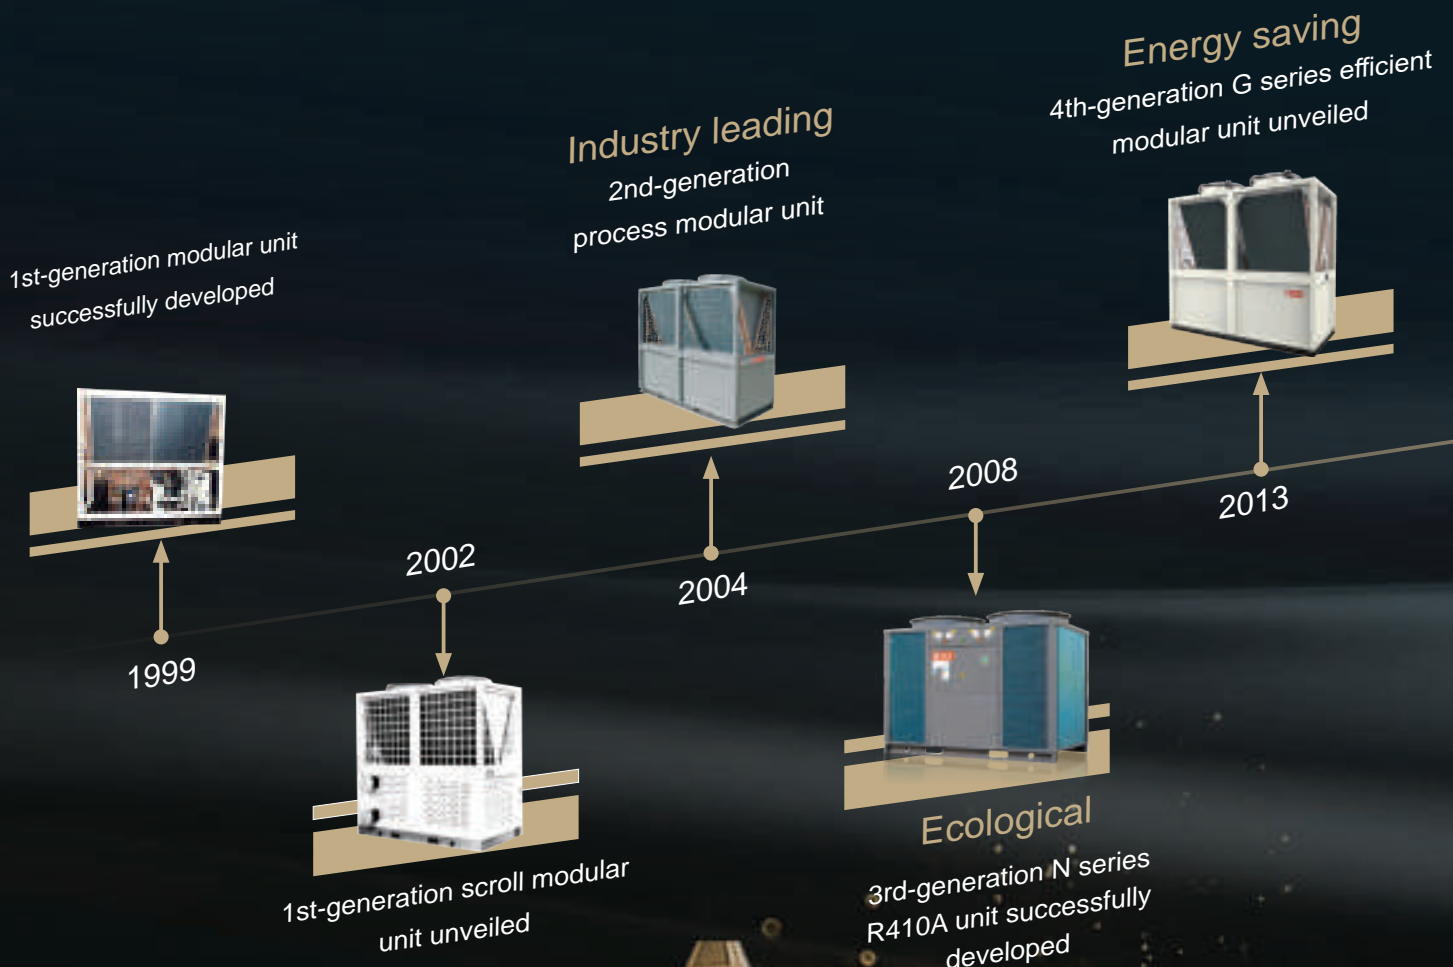 1st-generation modular unit
successfully developed
1999
2002
1st-generation scroll modular
unit unveiled
Industry leading
2nd-generation
process modular unit
2004
2008
Ecological
3rd-generation N series
R410A unit successfully
developed
Energy saving
4th-generation G series efficient
modular unit unveiled
2013